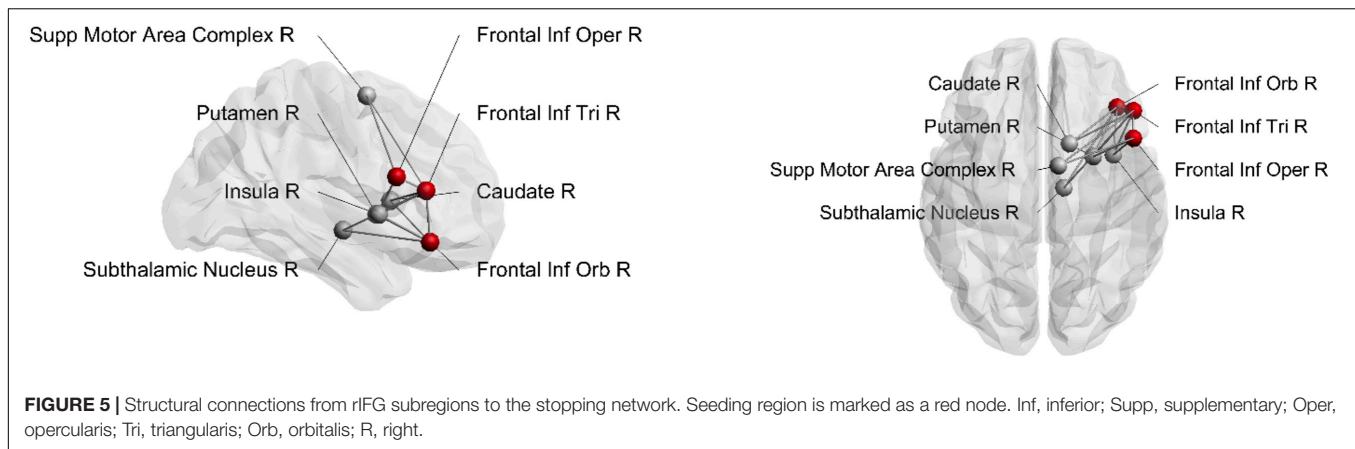 Supp Motor Area Complex R
Frontal Inf Oper R
Putamen R
Frontal Inf Tri R
Insula R
Caudate R
Subthalamic Nucleus R
Frontal Inf Orb R
Caudate R
Frontal Inf Orb R
Putamen R
Frontal Inf Tri R
Supp Motor Area Complex R
Frontal Inf Oper R
Subthalamic Nucleus R
Insula R
FIGURE 5 | Structural connections from rIFG subregions to the stopping network. Seeding region is marked as a red node. Inf, inferior; Supp, supplementary; Oper,
opercularis; Tri, triangularis; Orb, orbitalis; R, right.